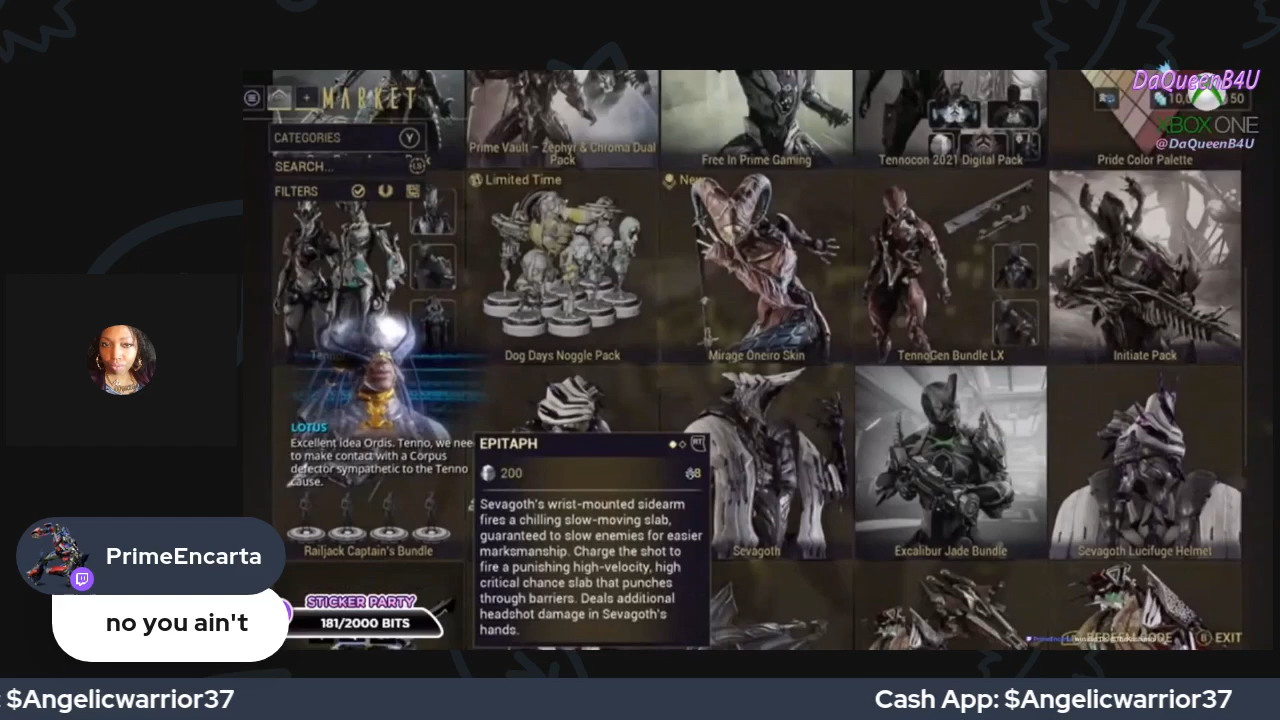 DaQueenB4U
XBOX ONE
@DaQueenB4U
MARKET
CATEGORIES
Y
SEARCH...
FILTERS
Prime Vault – Zephyr & Chroma Dual
Pack
Free In Prime Gaming
Tennocon 2021 Digital Pack
Pride Color Palette
Limited Time
New
Dog Days Noggle Pack
Mirage Oneiro Skin
TennoGen Bundle LX
Initiate Pack
LOTUS
Excellent Idea Ordis. Tenno, we nee
to make contact with a Corpus
defector sympathetic to the Tenno
cause.
EPITAPH
RT
200
8
Sevagoth's wrist-mounted sidearm
fires a chilling slow-moving slab,
guaranteed to slow enemies for easier
marksmanship. Charge the shot to
fire a punishing high-velocity, high
critical chance slab that punches
through barriers. Deals additional
headshot damage in Sevagoth's
hands.
Railjack Captain's Bundle
Sevagoth
Excalibur Jade Bundle
Sevagoth Lucifuge Helmet
PrimeEncarta
no you ain't
STICKER PARTY
181/2000 BITS
REDEEM CODE
B EXIT
: $Angelicwarrior37
Cash App: $Angelicwarrior37